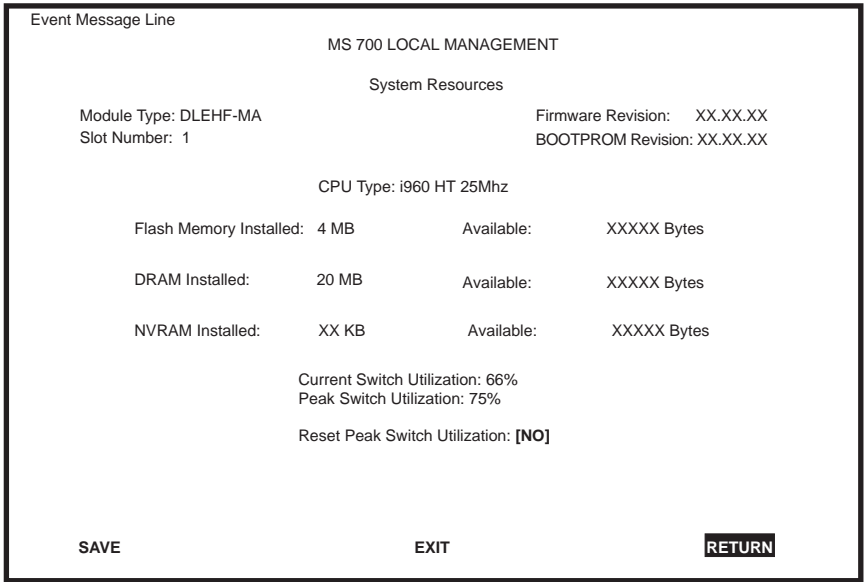 Event Message Line
MS 700 LOCAL MANAGEMENT
System Resources
Module Type: DLEHF-MA Firmware Revision: XX.XX.XX
Slot Number: 1 BOOTPROM Revision: XX.XX.XX
CPU Type: i960 HT 25Mhz
Flash Memory Installed: 4 MB Available: XXXXX Bytes
DRAM Installed: 20 MB Available: XXXXX Bytes
NVRAM Installed: XX KB Available: XXXXX Bytes
Current Switch Utilization: 66%
Peak Switch Utilization: 75%
Reset Peak Switch Utilization: [NO]
SAVE EXIT RETURN